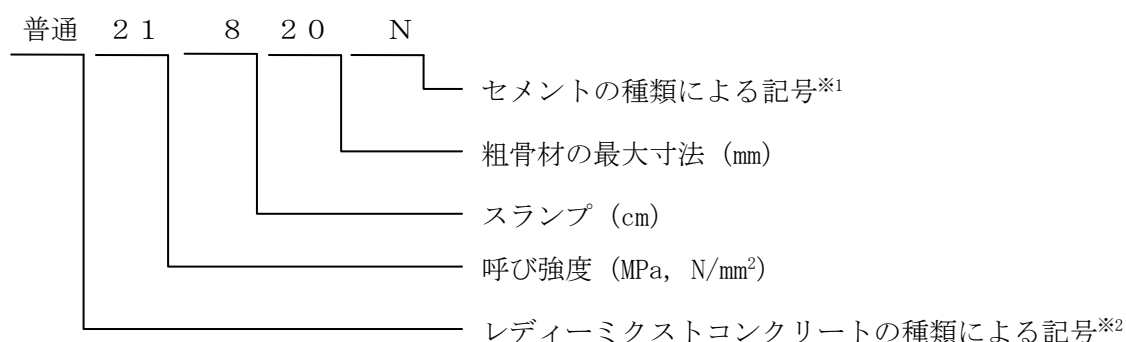 普通 21 8 20 N
セメントの種類による記号※1
粗骨材の最大寸法 (mm)
スランプ (cm)
呼び強度 (MPa, N/mm²)
レディーミクストコンクリートの種類による記号※2